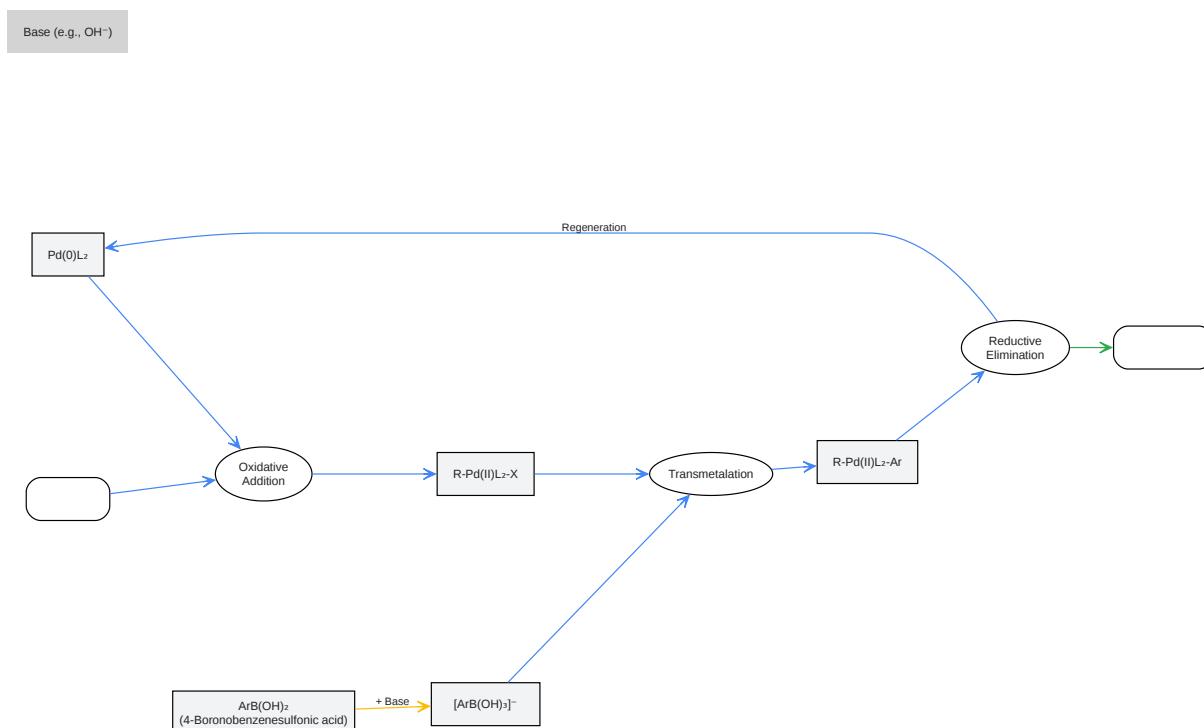 Base (e.g., OH⁻)
Regeneration
Pd(0)L₂
Reductive
Elimination
Oxidative
Addition
R-Pd(II)L₂-X
Transmetalation
R-Pd(II)L₂-Ar
ArB(OH)₂
(4-Boronobenzenesulfonic acid)
+ Base
[ArB(OH)₃]⁻